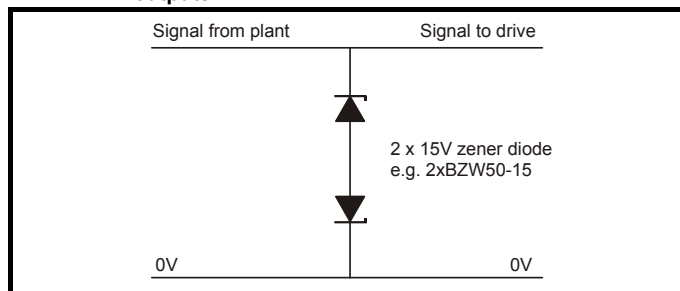 Signal from plant Signal to drive
2 x 15V zener diode
e.g. 2xBZW50-15
0V 0V